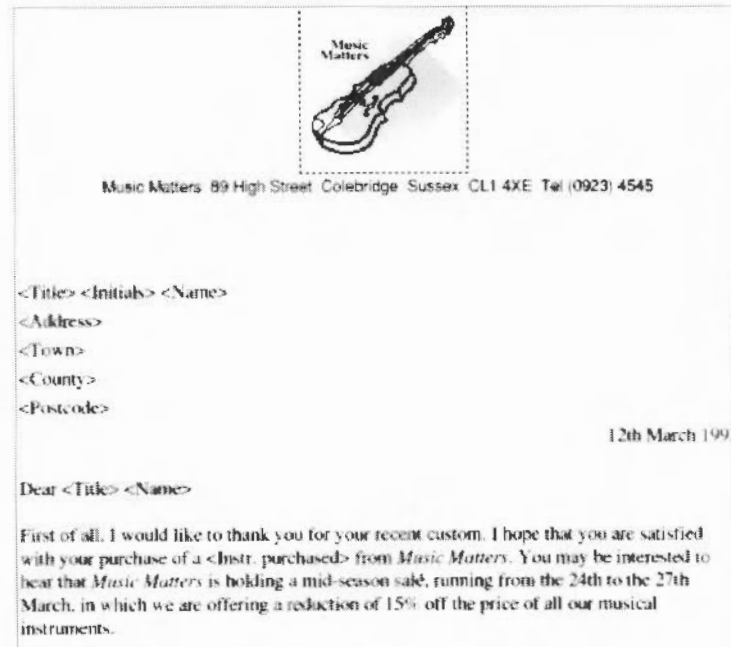 Music
Matters
Music Matters 89 High Street Colebridge Sussex CL1 4XE Tel (0923) 4545
<Title> <Initials> <Name>
<Address>
<Town>
<County>
<Postcode>
12th March 199
Dear <Title> <Name>
First of all, I would like to thank you for your recent custom. I hope that you are satisfied
with your purchase of a <Instr. purchased> from Music Matters. You may be interested to
hear that Music Matters is holding a mid-season sale, running from the 24th to the 27th
March, in which we are offering a reduction of 15% off the price of all our musical
instruments.